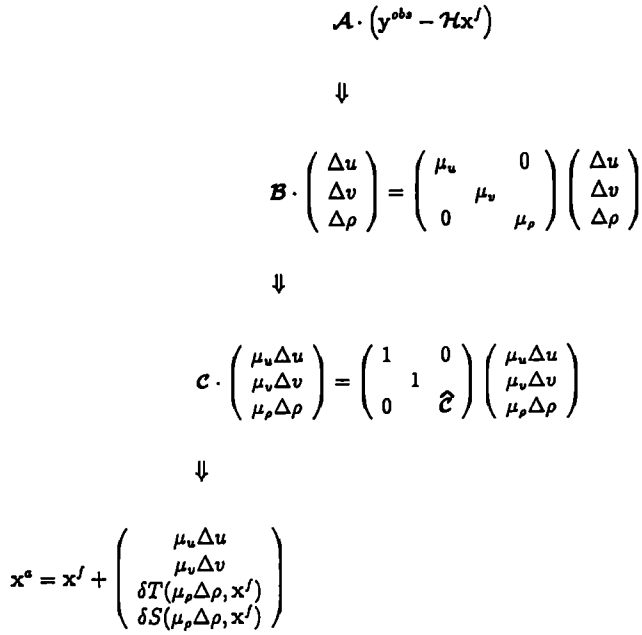 𝓐 · (y^{obs} − 𝓗x^f)
⇓
𝓑 · ( Δu Δv Δρ ) = ( μ_u 0 μ_v 0 μ_ρ ) ( Δu Δv Δρ )
⇓
𝓒 · ( μ_uΔu μ_vΔv μ_ρΔρ ) = ( 1 0 1 0 𝓒̂ ) ( μ_uΔu μ_vΔv μ_ρΔρ )
⇓
x^a = x^f + ( μ_uΔu μ_vΔv δT(μ_ρΔρ, x^f) δS(μ_ρΔρ, x^f) )